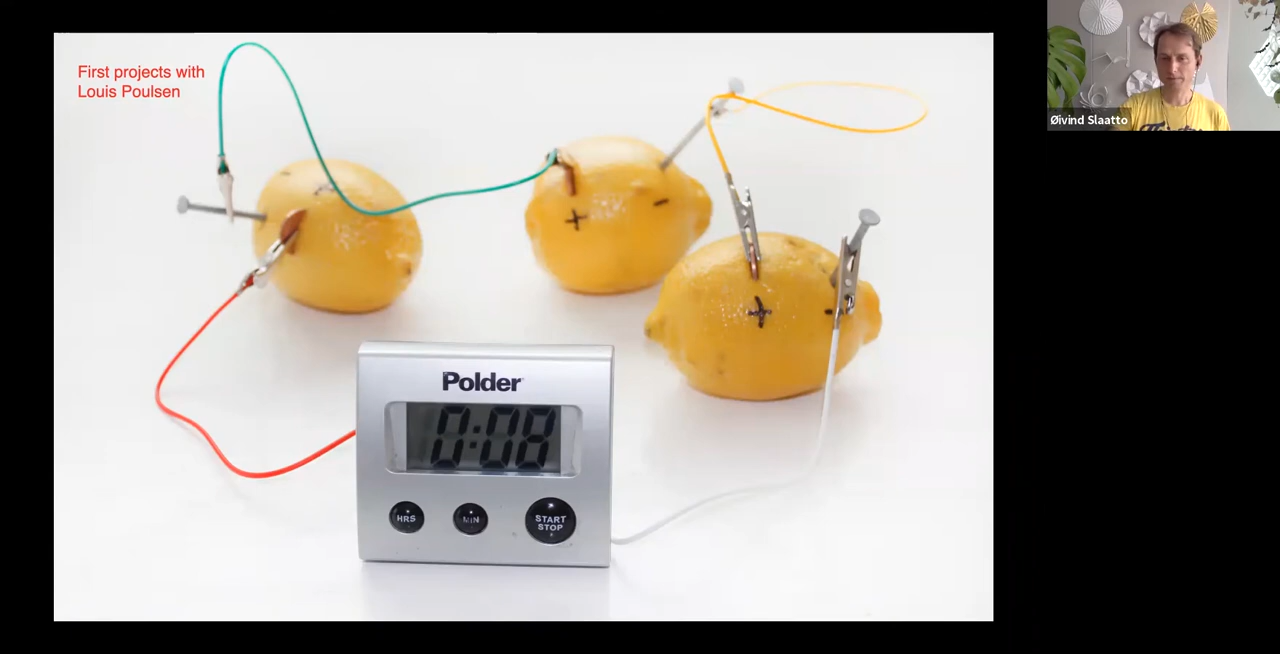 First projects with
Louis Poulsen
Øivind Slaatto
+
-
+
-
Polder
0:08
HRS
MIN
START
STOP